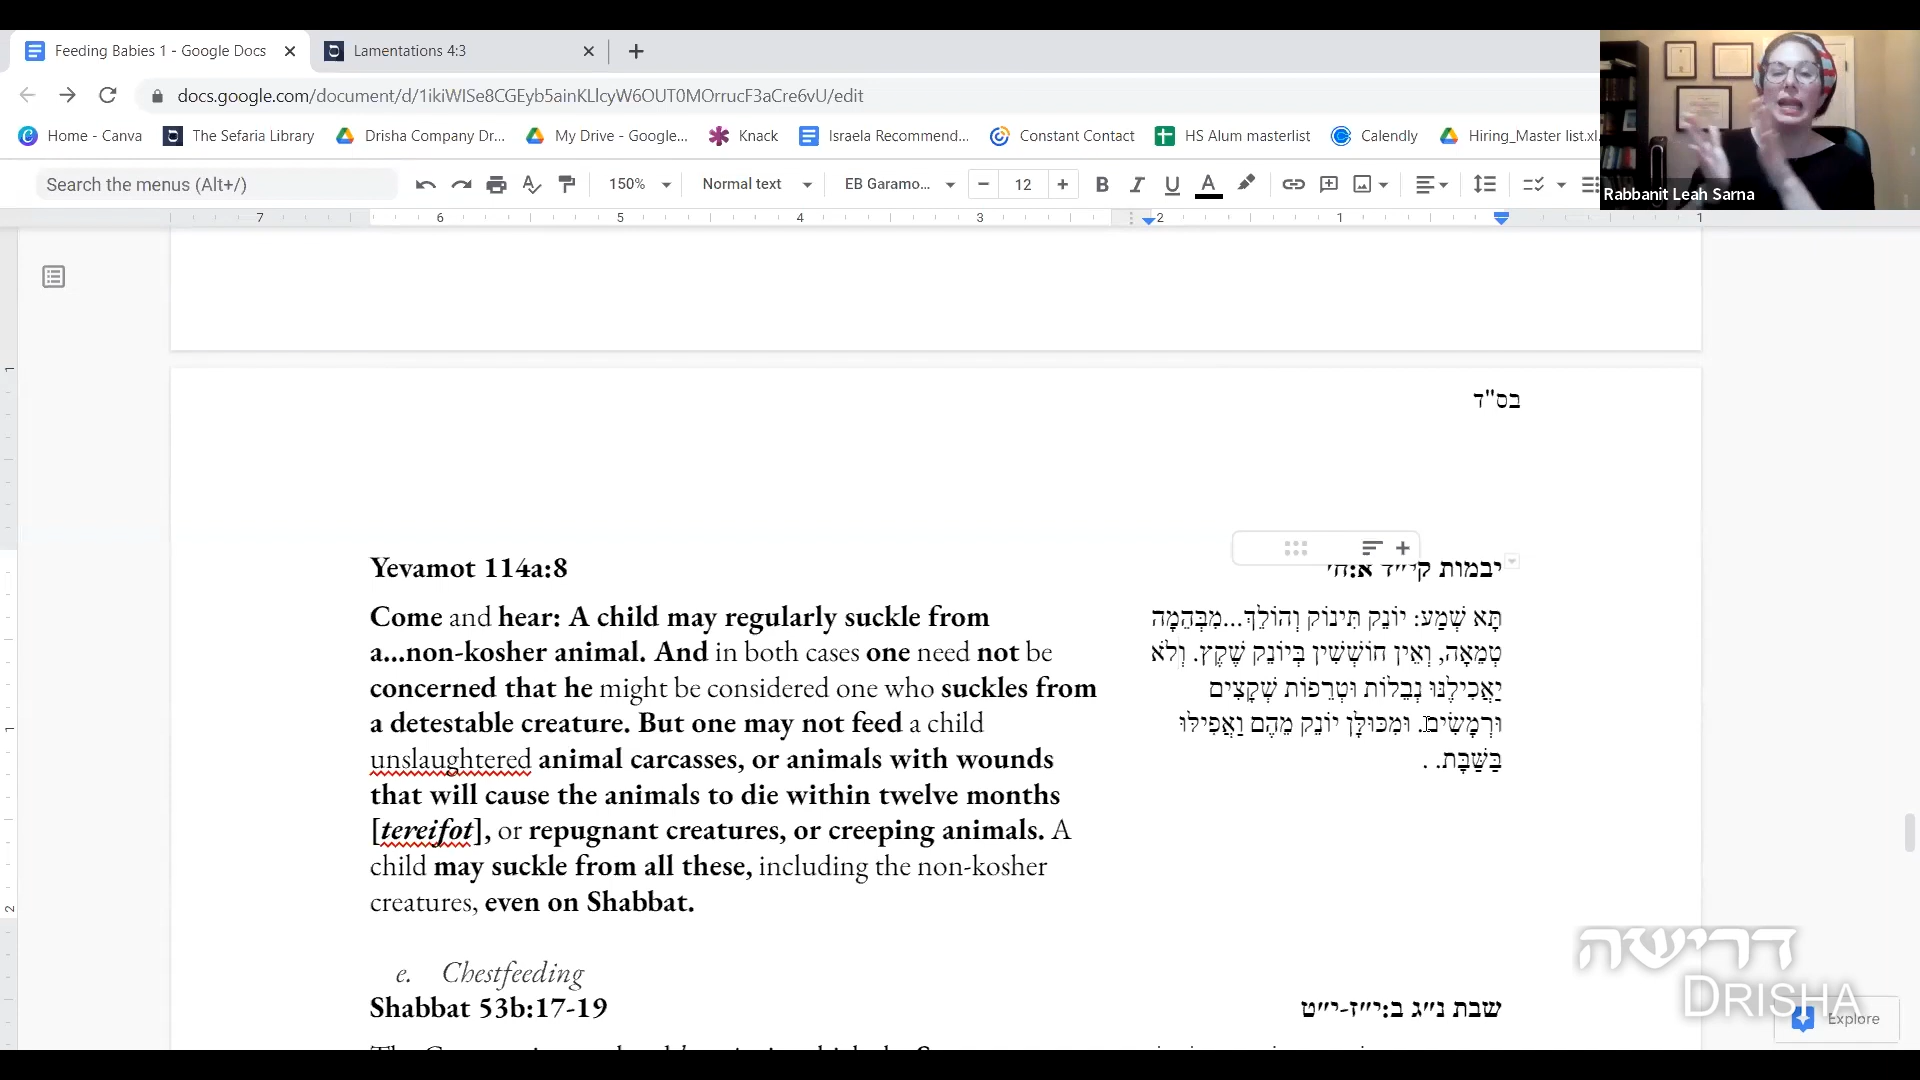 Feeding Babies 1 - Google Docs
Lamentations 4:3
docs.google.com/document/d/1ikiWISe8CGEyb5ainKLlcyW6OUT0MOrrucF3aCre6vU/edit
Home - Canva
The Sefaria Library
Drisha Company Dr...
My Drive - Google...
Knack
Israela Recommend...
Constant Contact
HS Alum masterlist
Calendly
Hiring_Master list.xl
Search the menus (Alt+/)
150%
Normal text
EB Garamo...
12
Rabbanit Leah Sarna
7 6 5 4 3 2 1 1
בס"ד
Yevamot 114a:8
Come and hear: A child may regularly suckle from
a...non-kosher animal. And in both cases one need not be
concerned that he might be considered one who suckles from
a detestable creature. But one may not feed a child
unslaughtered animal carcasses, or animals with wounds
that will cause the animals to die within twelve months
[tereifot], or repugnant creatures, or creeping animals. A
child may suckle from all these, including the non-kosher
creatures, even on Shabbat.
יבמות קי״ד א:ח׳
תָּא שְׁמַע: יוֹנֵק תִּינוֹק וְהוֹלֵךְ...מִבְּהֵמָה
טְמֵאָה, וְאֵין חוֹשְׁשִׁין בְּיוֹנֵק שֶׁקֶץ. וְלֹא
יַאֲכִילֶנּוּ נְבֵלוֹת וּטְרֵפוֹת שְׁקָצִים
וּרְמָשִׂים. וּמִכּוּלָּן יוֹנֵק מֵהֶם וַאֲפִילּוּ
בַּשַּׁבָּת. .
e. Chestfeeding
Shabbat 53b:17-19
שבת נ״ג ב:י״ז-י״ט
דרישה
DRISHA
Explore